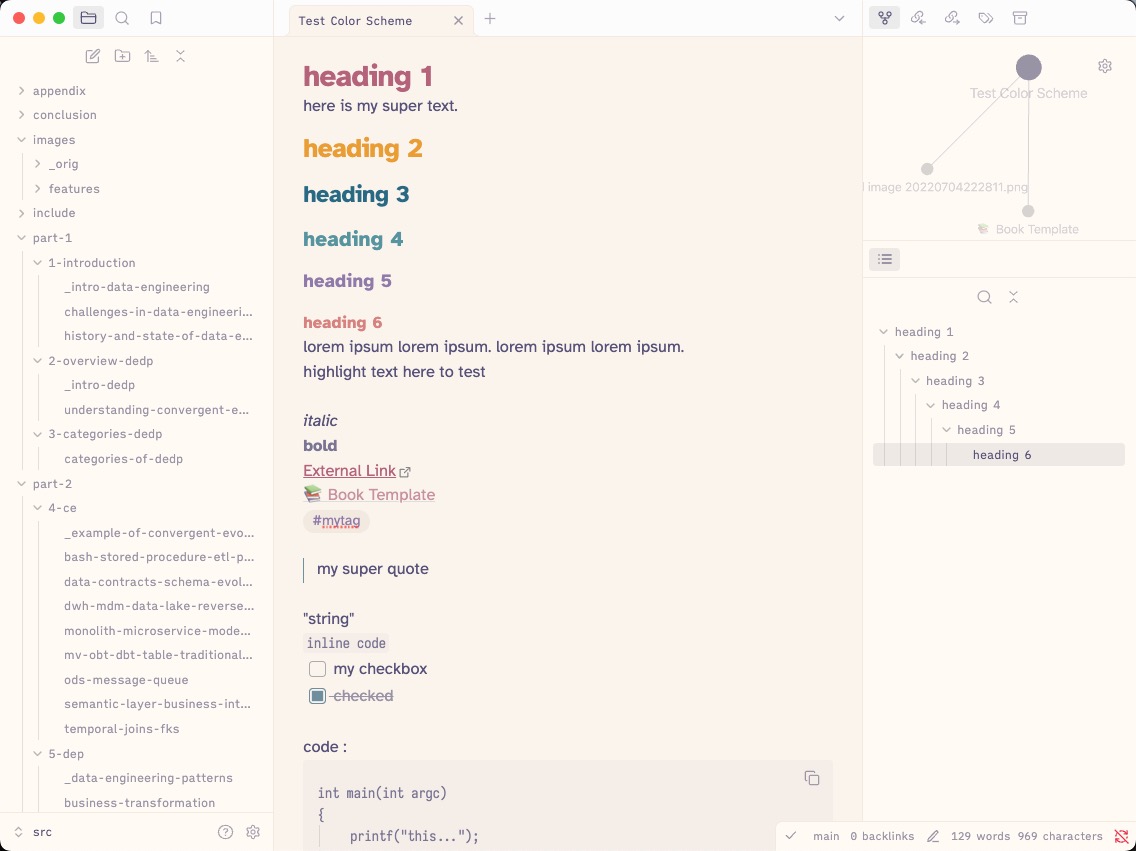 Test Color Scheme
appendix
conclusion
images
_orig
features
include
part-1
1-introduction
_intro-data-engineering
challenges-in-data-engineeri...
history-and-state-of-data-e...
2-overview-dedp
_intro-dedp
understanding-convergent-e...
3-categories-dedp
categories-of-dedp
part-2
4-ce
_example-of-convergent-evo...
bash-stored-procedure-etl-p...
data-contracts-schema-evol...
dwh-mdm-data-lake-reverse...
monolith-microservice-mode...
mv-obt-dbt-table-traditional...
ods-message-queue
semantic-layer-business-int...
temporal-joins-fks
5-dep
_data-engineering-patterns
business-transformation
src
heading 1
here is my super text.
heading 2
heading 3
heading 4
heading 5
heading 6
lorem ipsum lorem ipsum. lorem ipsum lorem ipsum.
highlight text here to test
italic
bold
External Link
📚 Book Template
#mytag
my super quote
"string"
inline code
my checkbox
checked
code :
int main(int argc)
{
printf("this...");
Test Color Scheme
image 20220704222811.png
📚 Book Template
heading 1
heading 2
heading 3
heading 4
heading 5
heading 6
main 0 backlinks 129 words 969 characters